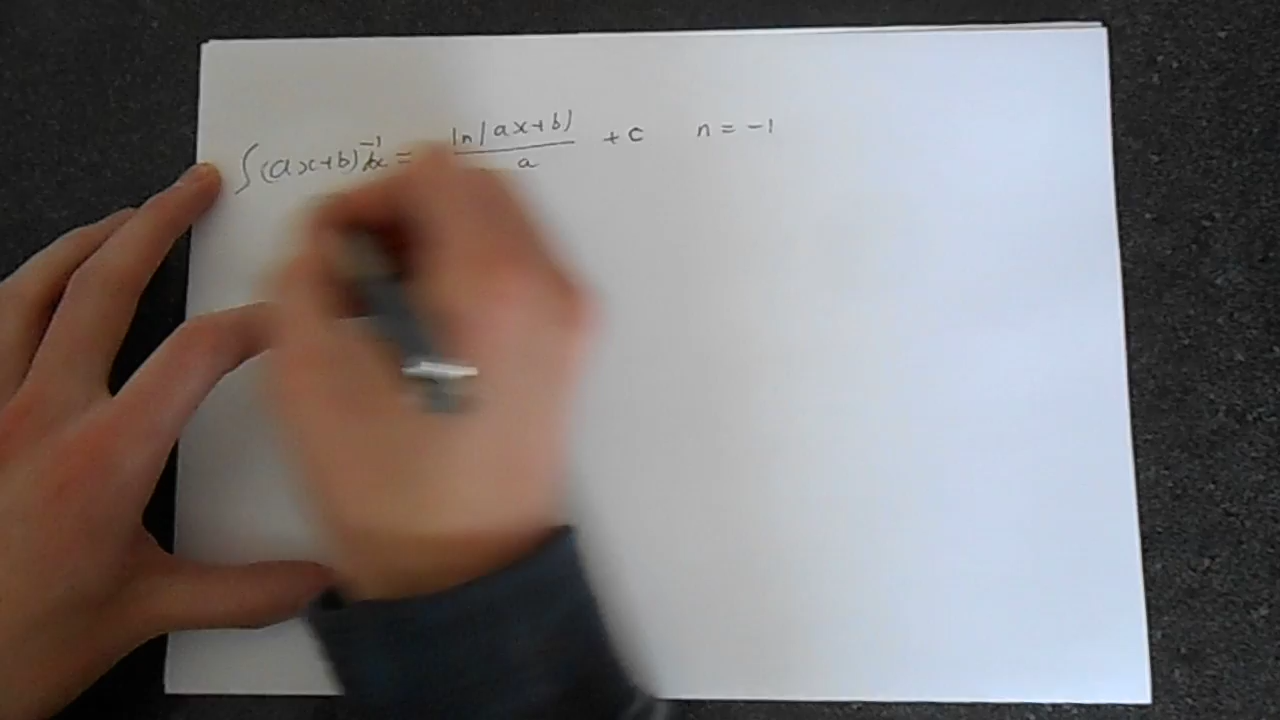 ∫(ax+b)⁻¹dx = ln|ax+b|/a + c n = -1